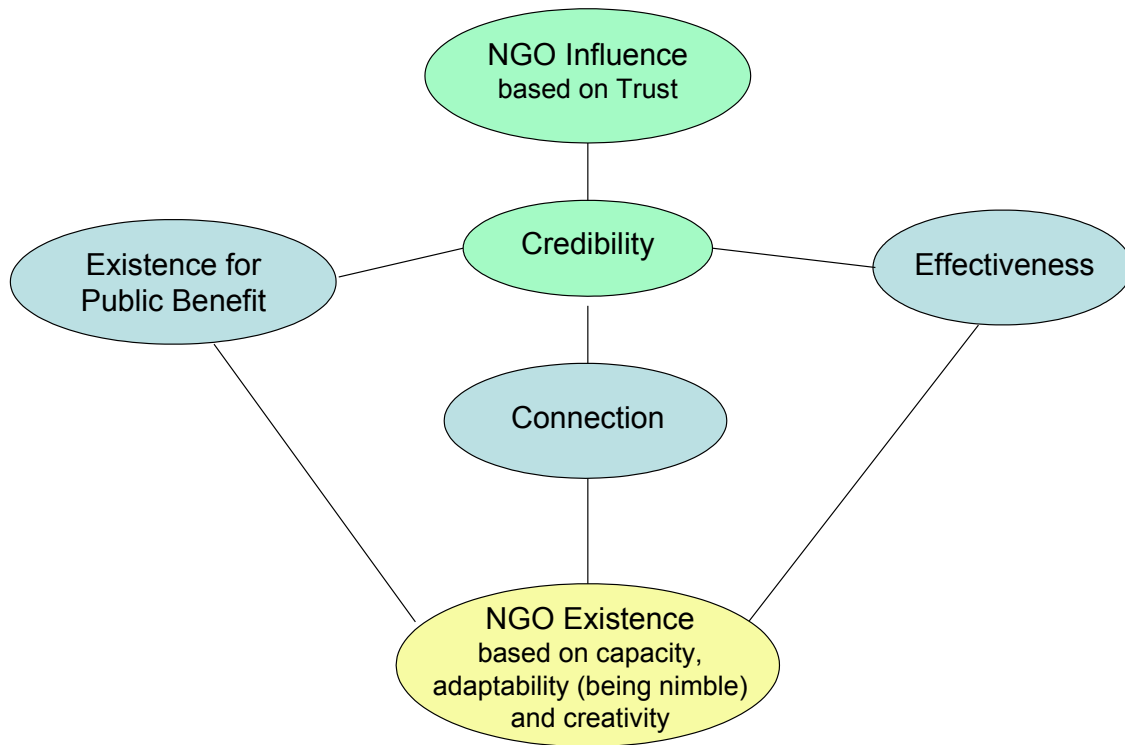 NGO Influence
based on Trust
Credibility
Existence for
Public Benefit
Effectiveness
Connection
NGO Existence
based on capacity,
adaptability (being nimble)
and creativity